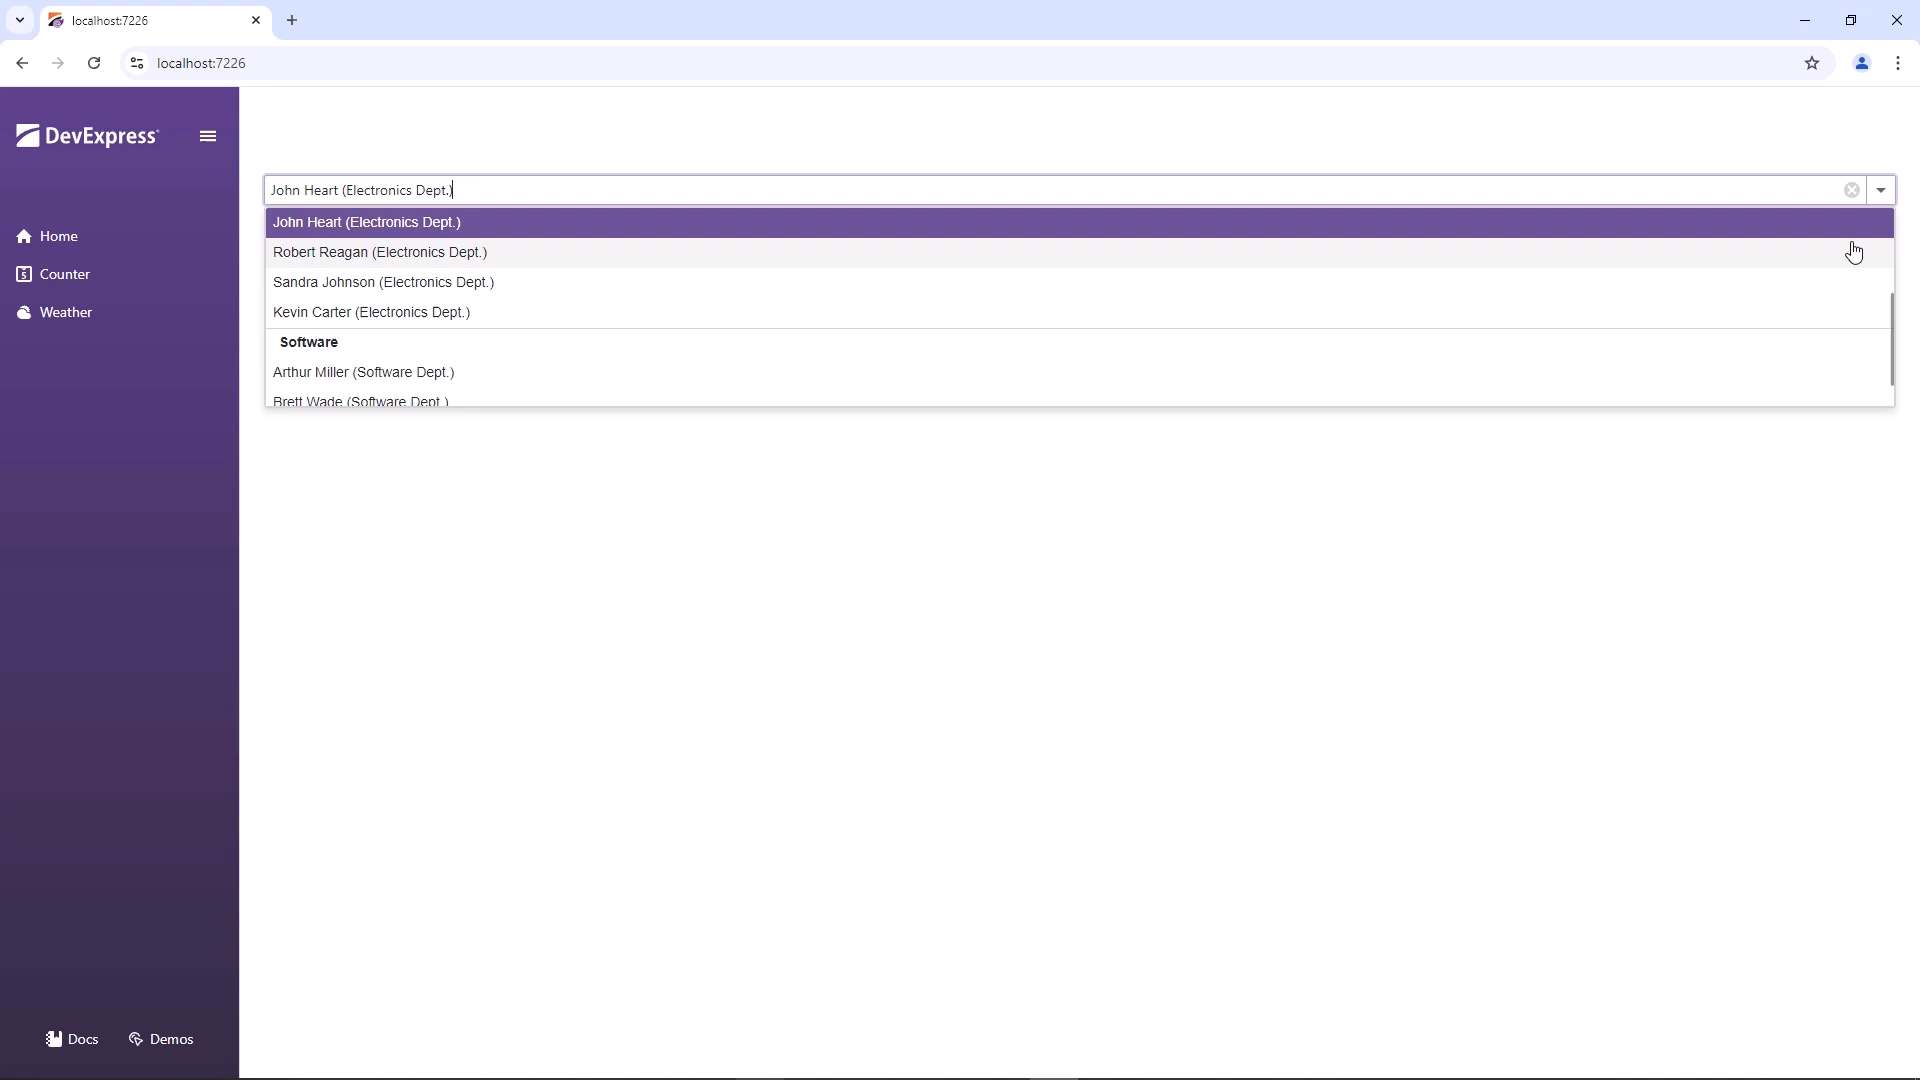 localhost:7226
localhost:7226
DevExpress
Home
Counter
Weather
John Heart (Electronics Dept.)
John Heart (Electronics Dept.)
Robert Reagan (Electronics Dept.)
Sandra Johnson (Electronics Dept.)
Kevin Carter (Electronics Dept.)
Software
Arthur Miller (Software Dept.)
Brett Wade (Software Dept.)
Docs
Demos